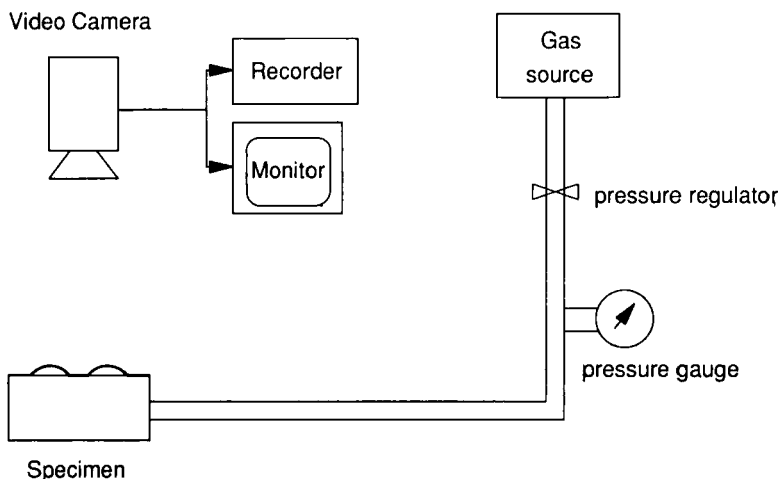 Video Camera
Recorder
Monitor
Gas
source
pressure regulator
pressure gauge
Specimen